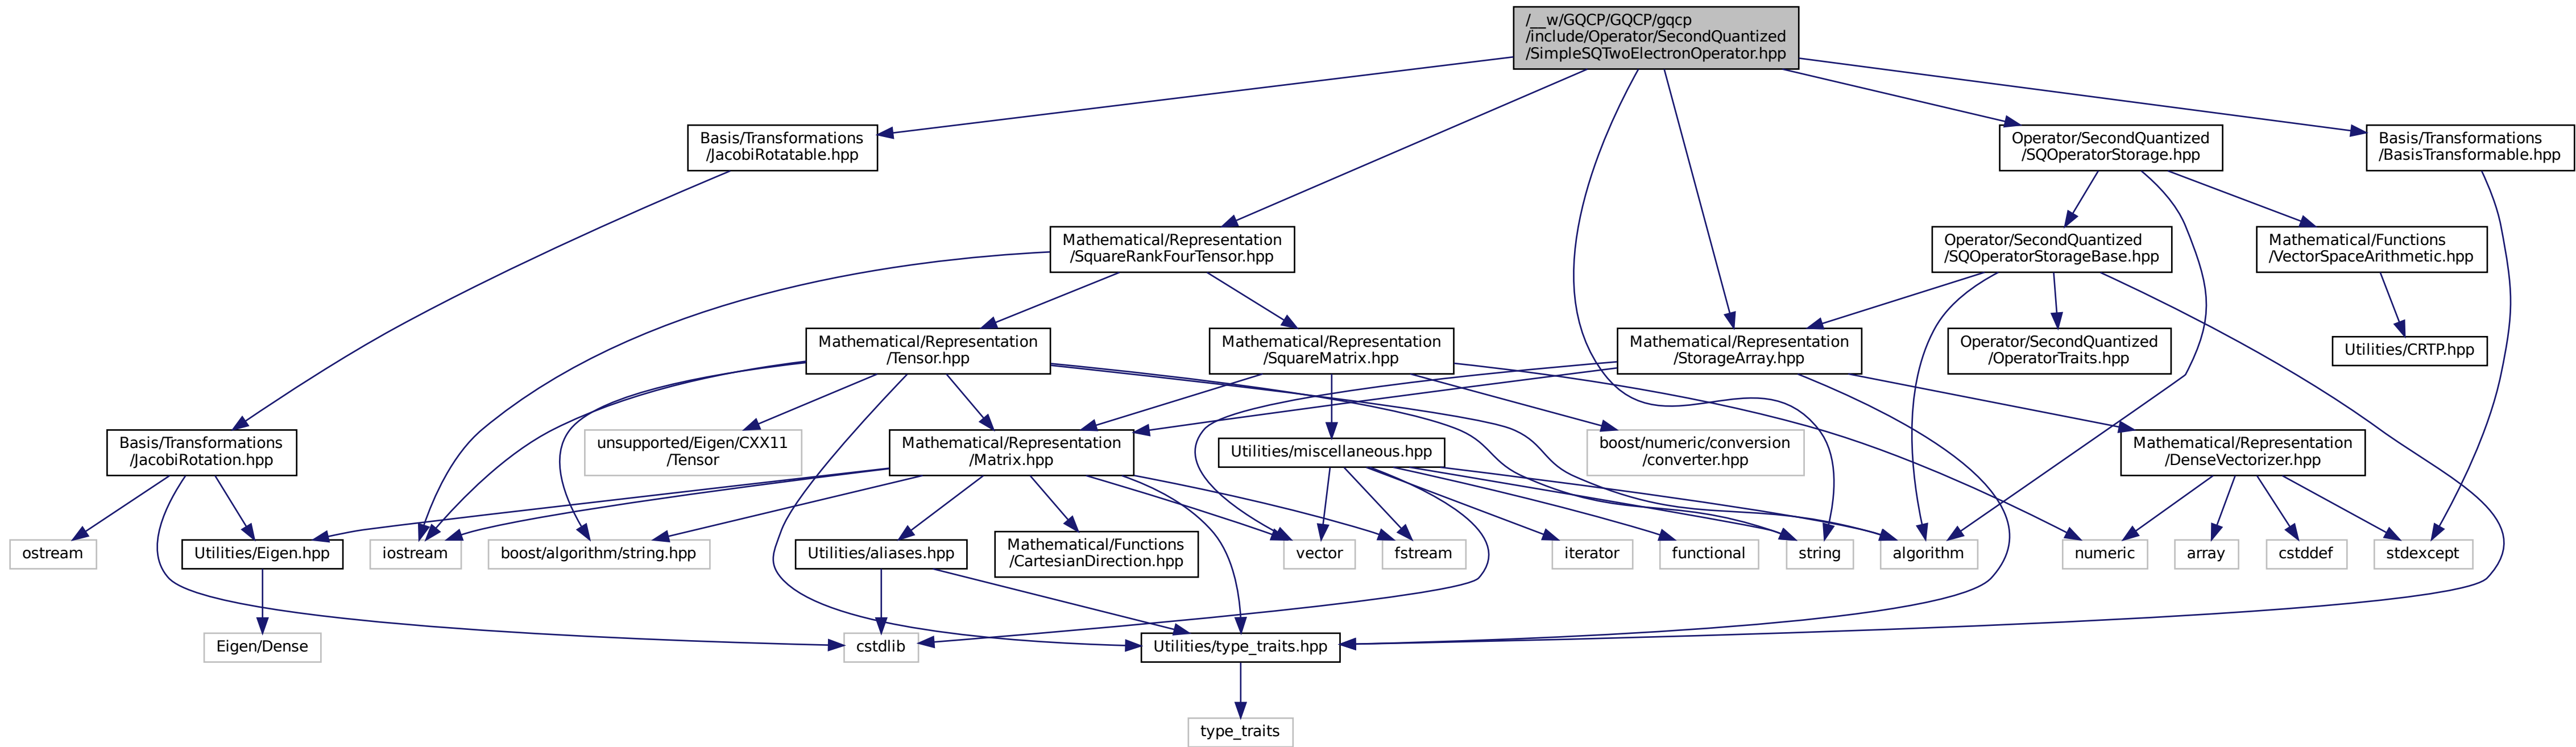 /__w/GQCP/GQCP/gqcp
/include/Operator/SecondQuantized
/SimpleSQTwoElectronOperator.hpp
Basis/Transformations
/JacobiRotatable.hpp
Operator/SecondQuantized
/SQOperatorStorage.hpp
Basis/Transformations
/BasisTransformable.hpp
Mathematical/Representation
/SquareRankFourTensor.hpp
Operator/SecondQuantized
/SQOperatorStorageBase.hpp
Mathematical/Functions
/VectorSpaceArithmetic.hpp
Mathematical/Representation
/Tensor.hpp
Mathematical/Representation
/SquareMatrix.hpp
Mathematical/Representation
/StorageArray.hpp
Operator/SecondQuantized
/OperatorTraits.hpp
Utilities/CRTP.hpp
Basis/Transformations
/JacobiRotation.hpp
unsupported/Eigen/CXX11
/Tensor
Mathematical/Representation
/Matrix.hpp
Utilities/miscellaneous.hpp
boost/numeric/conversion
/converter.hpp
Mathematical/Representation
/DenseVectorizer.hpp
ostream
Utilities/Eigen.hpp
iostream
boost/algorithm/string.hpp
Utilities/aliases.hpp
Mathematical/Functions
/CartesianDirection.hpp
vector
fstream
iterator
functional
string
algorithm
numeric
array
cstddef
stdexcept
Eigen/Dense
cstdlib
Utilities/type_traits.hpp
type_traits